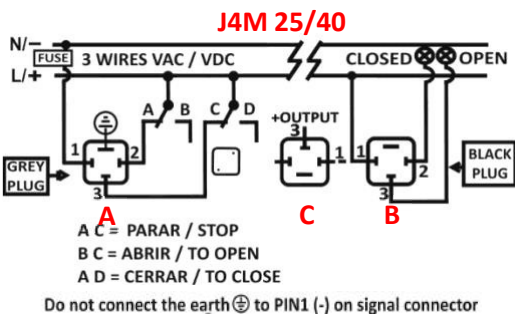 J4M 25/40
N/−
FUSE
3 WIRES VAC / VDC
CLOSED
OPEN
L/+
A
B
C
D
+OUTPUT
3
1
2
1
1
2
GREY
PLUG
BLACK
PLUG
3
3
A
C
B
A C = PARAR / STOP
B C = ABRIR / TO OPEN
A D = CERRAR / TO CLOSE
Do not connect the earth ⏚ to PIN1 (-) on signal connector